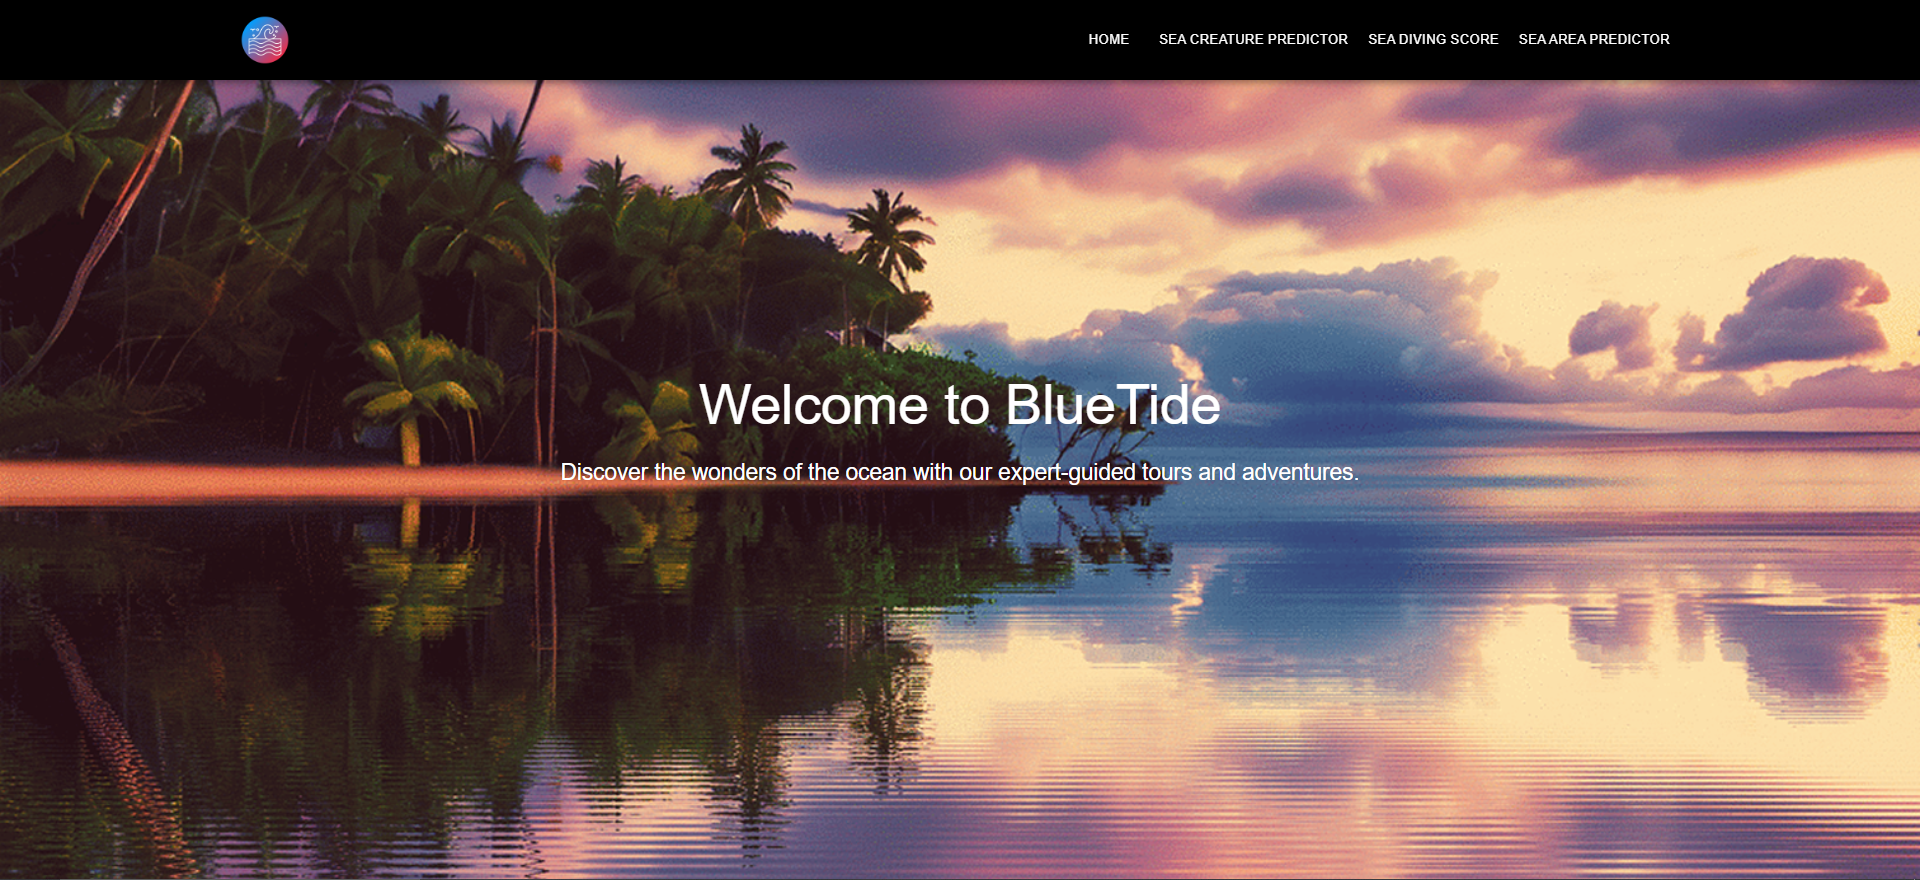 HOME SEA CREATURE PREDICTOR SEA DIVING SCORE SEA AREA PREDICTOR
Welcome to BlueTide
Discover the wonders of the ocean with our expert-guided tours and adventures.